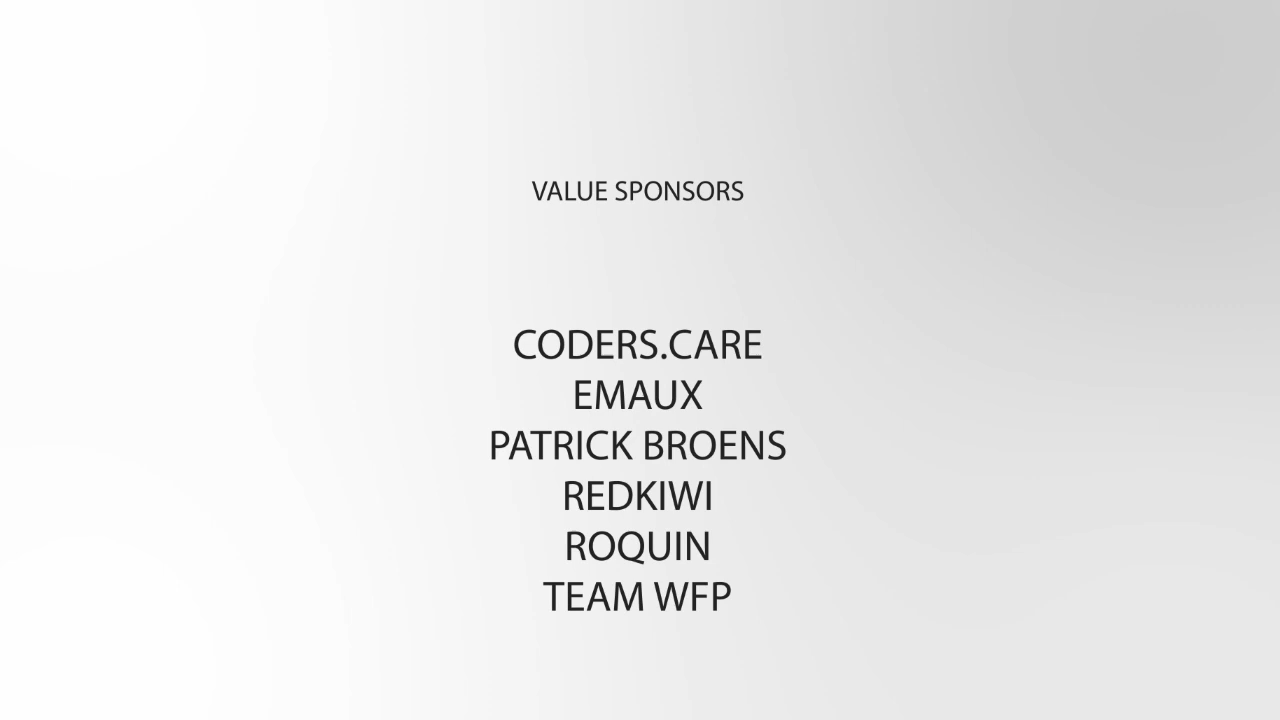 VALUE SPONSORS
CODERS.CARE
EMAUX
PATRICK BROENS
REDKIWI
ROQUIN
TEAM WFP